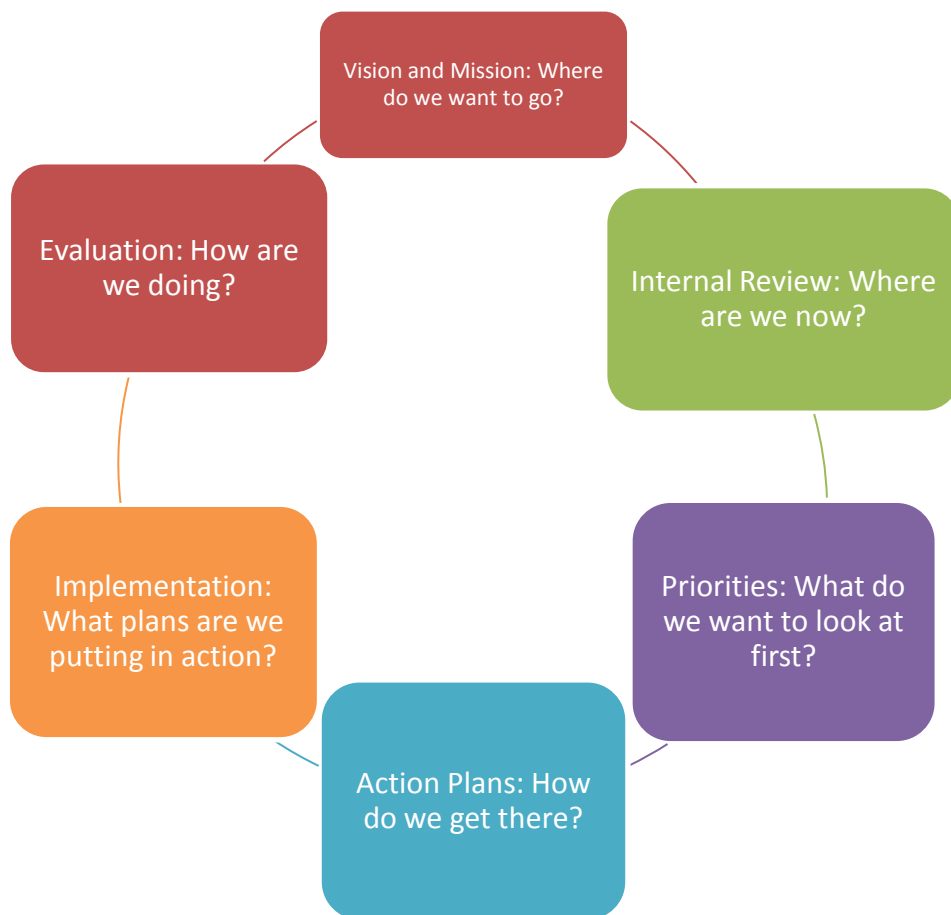 Vision and Mission: Where
do we want to go?
Internal Review: Where
are we now?
Priorities: What do
we want to look at
first?
Action Plans: How
do we get there?
Implementation:
What plans are we
putting in action?
Evaluation: How are
we doing?